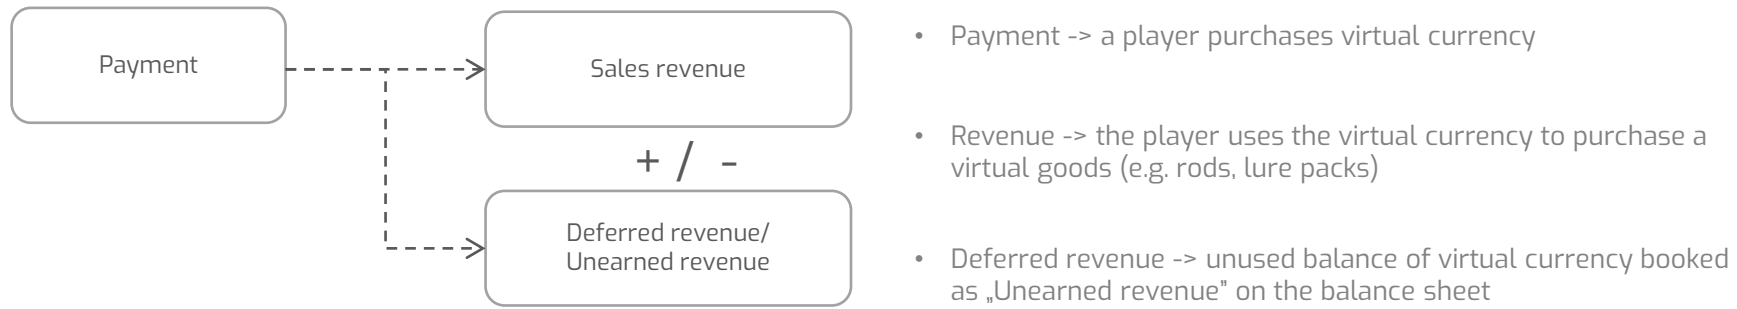 Payment
Sales revenue
+ / -
Deferred revenue/
Unearned revenue
• Payment -> a player purchases virtual currency
• Revenue -> the player uses the virtual currency to purchase a
virtual goods (e.g. rods, lure packs)
• Deferred revenue -> unused balance of virtual currency booked
as „Unearned revenue” on the balance sheet